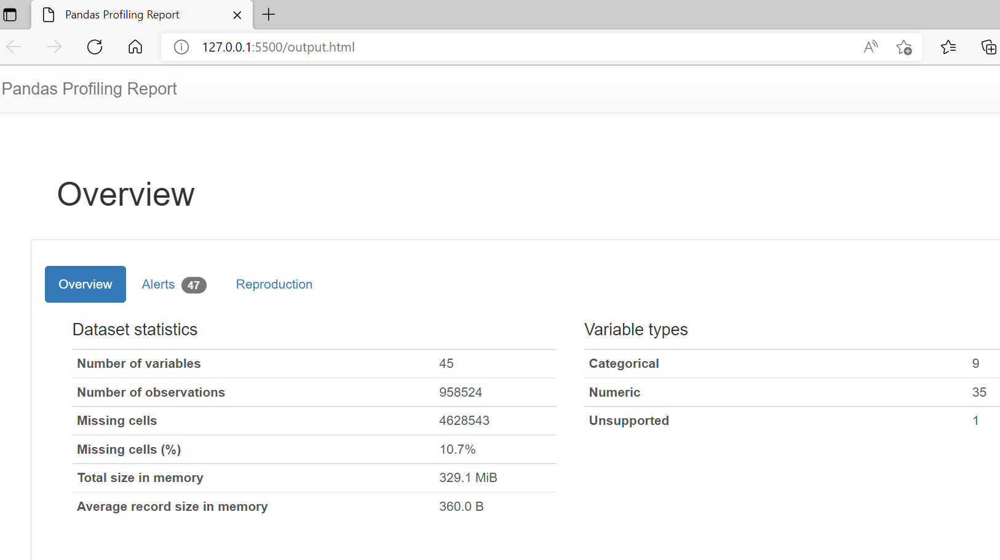 Pandas Profiling Report
127.0.0.1:5500/output.html
Pandas Profiling Report
Overview
Overview Alerts 47 Reproduction
Dataset statistics
Number of variables 45
Number of observations 958524
Missing cells 4628543
Missing cells (%) 10.7%
Total size in memory 329.1 MiB
Average record size in memory 360.0 B
Variable types
Categorical 9
Numeric 35
Unsupported 1